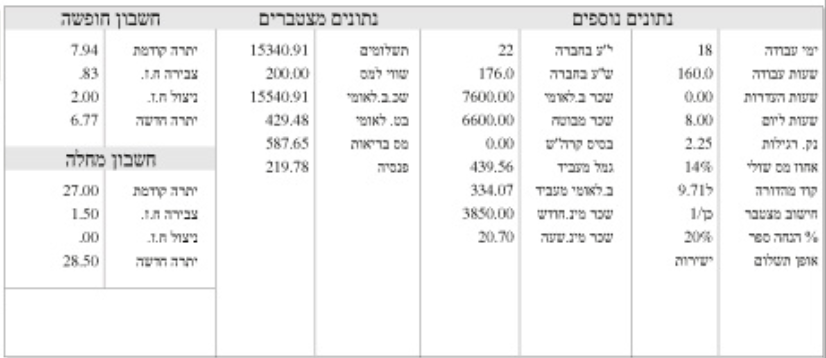 נתונים נוספים נתונים מצטברים חשבון חופשה
ימי עבודה 18 י"ע בחברה 22 תשלומים 15340.91 יתרה קודמת 7.94
שעות עבודה 160.0 ש"ע בחברה 176.0 שווי למס 200.00 צבירה ח.ז. .83
שעות העדרות 0.00 שכר ב.לאומי 7600.00 שכ.ב.לאומי 15540.91 ניצול ח.ז. 2.00
שעות ליום 8.00 שכר מבוטח 6600.00 בט. לאומי 429.48 יתרה חדשה 6.77
נק. רגילות 2.25 בסיס קרה"ש 0.00 מס בריאות 587.65
חשבון מחלה
אחוז מס שולי 14% גמל מעביד 439.56 פנסיה 219.78
קוד מהדורה 9.71ל ב.לאומי מעביד 334.07 יתרה קודמת 27.00
חישוב מצטבר כן/1 שכר מינ.חודש 3850.00 צבירה ח.ז. 1.50
% הנחה ספר 20% שכר מינ.שעה 20.70 ניצול ח.ז. .00
אופן תשלום ישירות יתרה חדשה 28.50